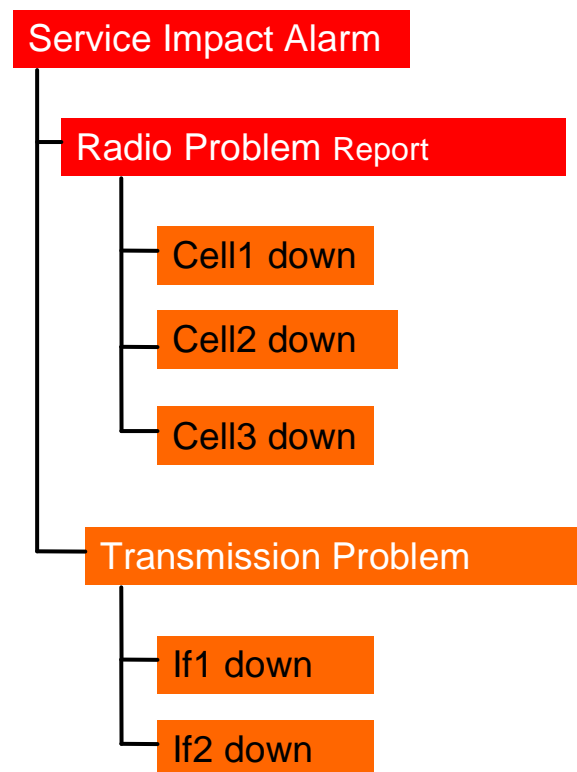 Service Impact Alarm
Radio Problem Report
Cell1 down
Cell2 down
Cell3 down
Transmission Problem
If1 down
If2 down